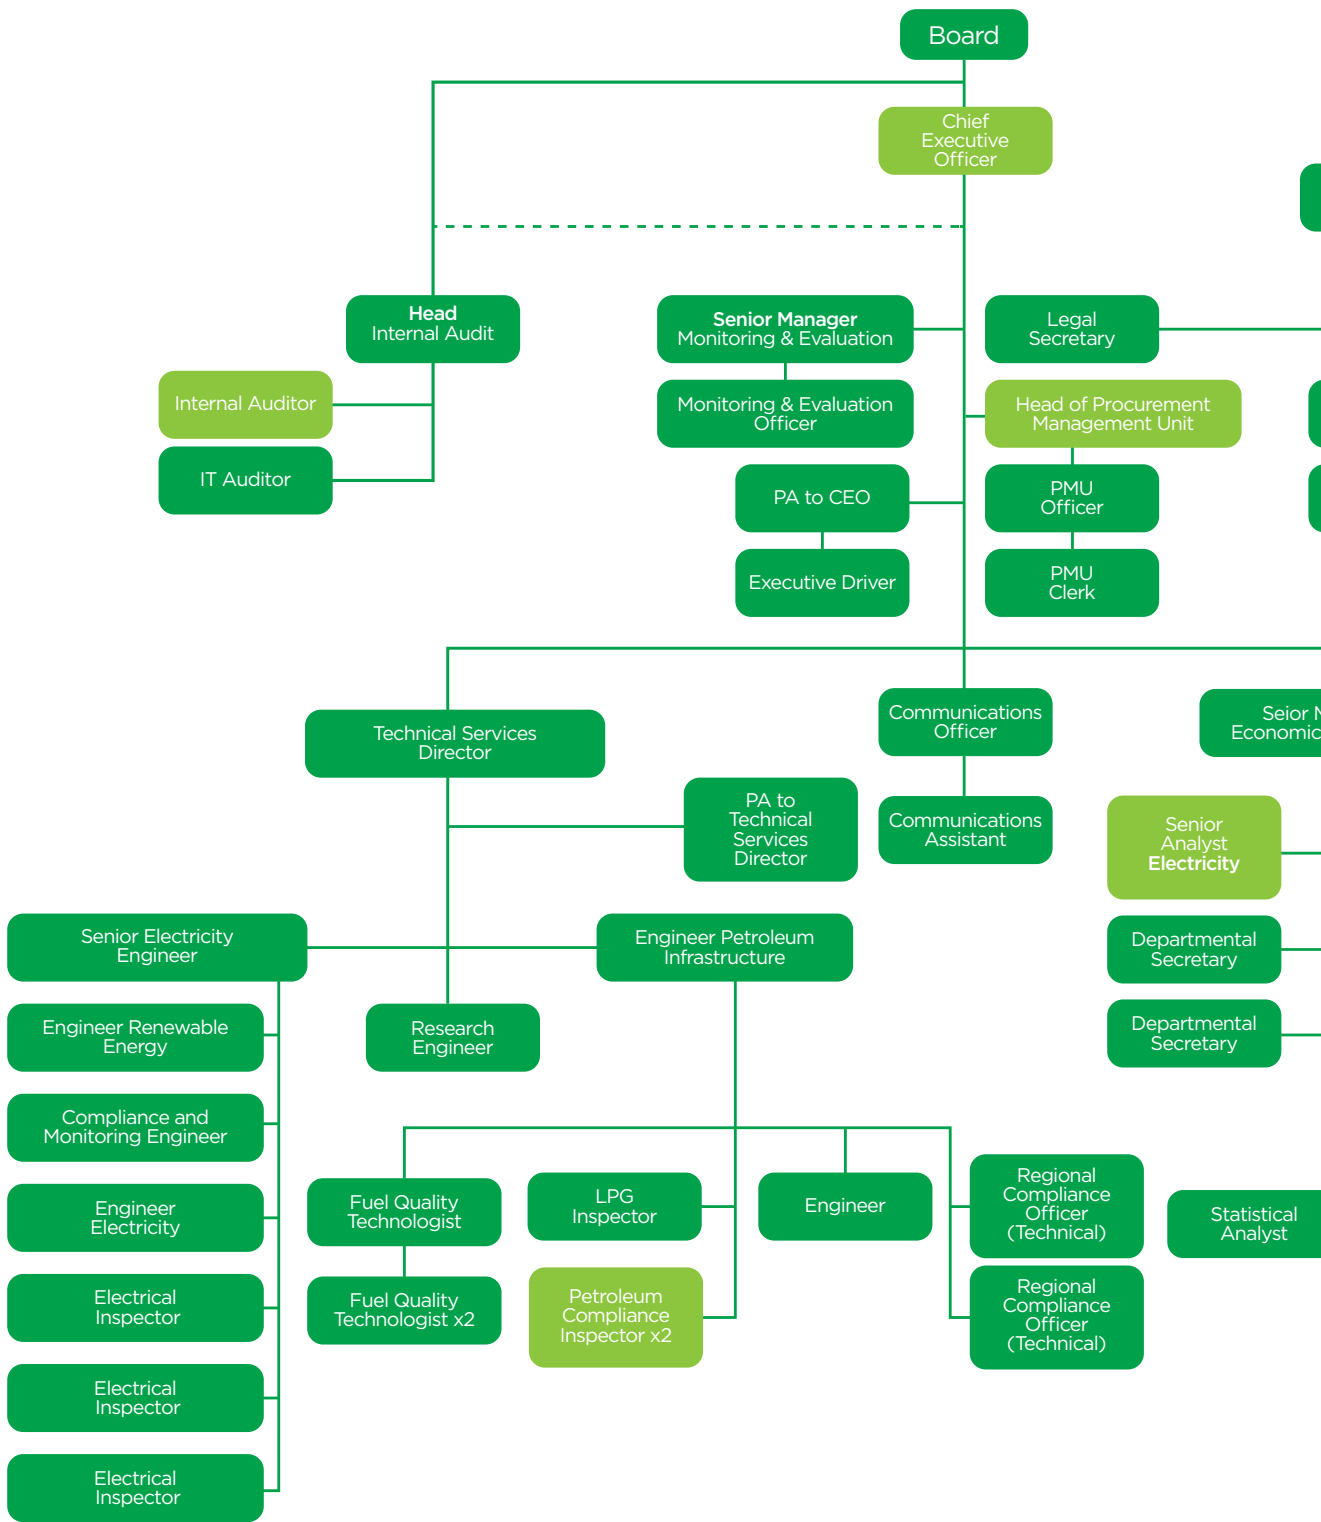 Board
Chief
Executive
Officer
Head
Internal Audit
Senior Manager
Monitoring & Evaluation
Legal
Secretary
Internal Auditor
Monitoring & Evaluation
Officer
Head of Procurement
Management Unit
IT Auditor
PA to CEO
PMU
Officer
Executive Driver
PMU
Clerk
Technical Services
Director
Communications
Officer
Seior
Economic
PA to
Technical
Services
Director
Communications
Assistant
Senior
Analyst
Electricity
Senior Electricity
Engineer
Engineer Petroleum
Infrastructure
Departmental
Secretary
Engineer Renewable
Energy
Research
Engineer
Departmental
Secretary
Compliance and
Monitoring Engineer
Engineer
Electricity
Fuel Quality
Technologist
LPG
Inspector
Engineer
Regional
Compliance
Officer
(Technical)
Statistical
Analyst
Electrical
Inspector
Fuel Quality
Technologist x2
Petroleum
Compliance
Inspector x2
Regional
Compliance
Officer
(Technical)
Electrical
Inspector
Electrical
Inspector